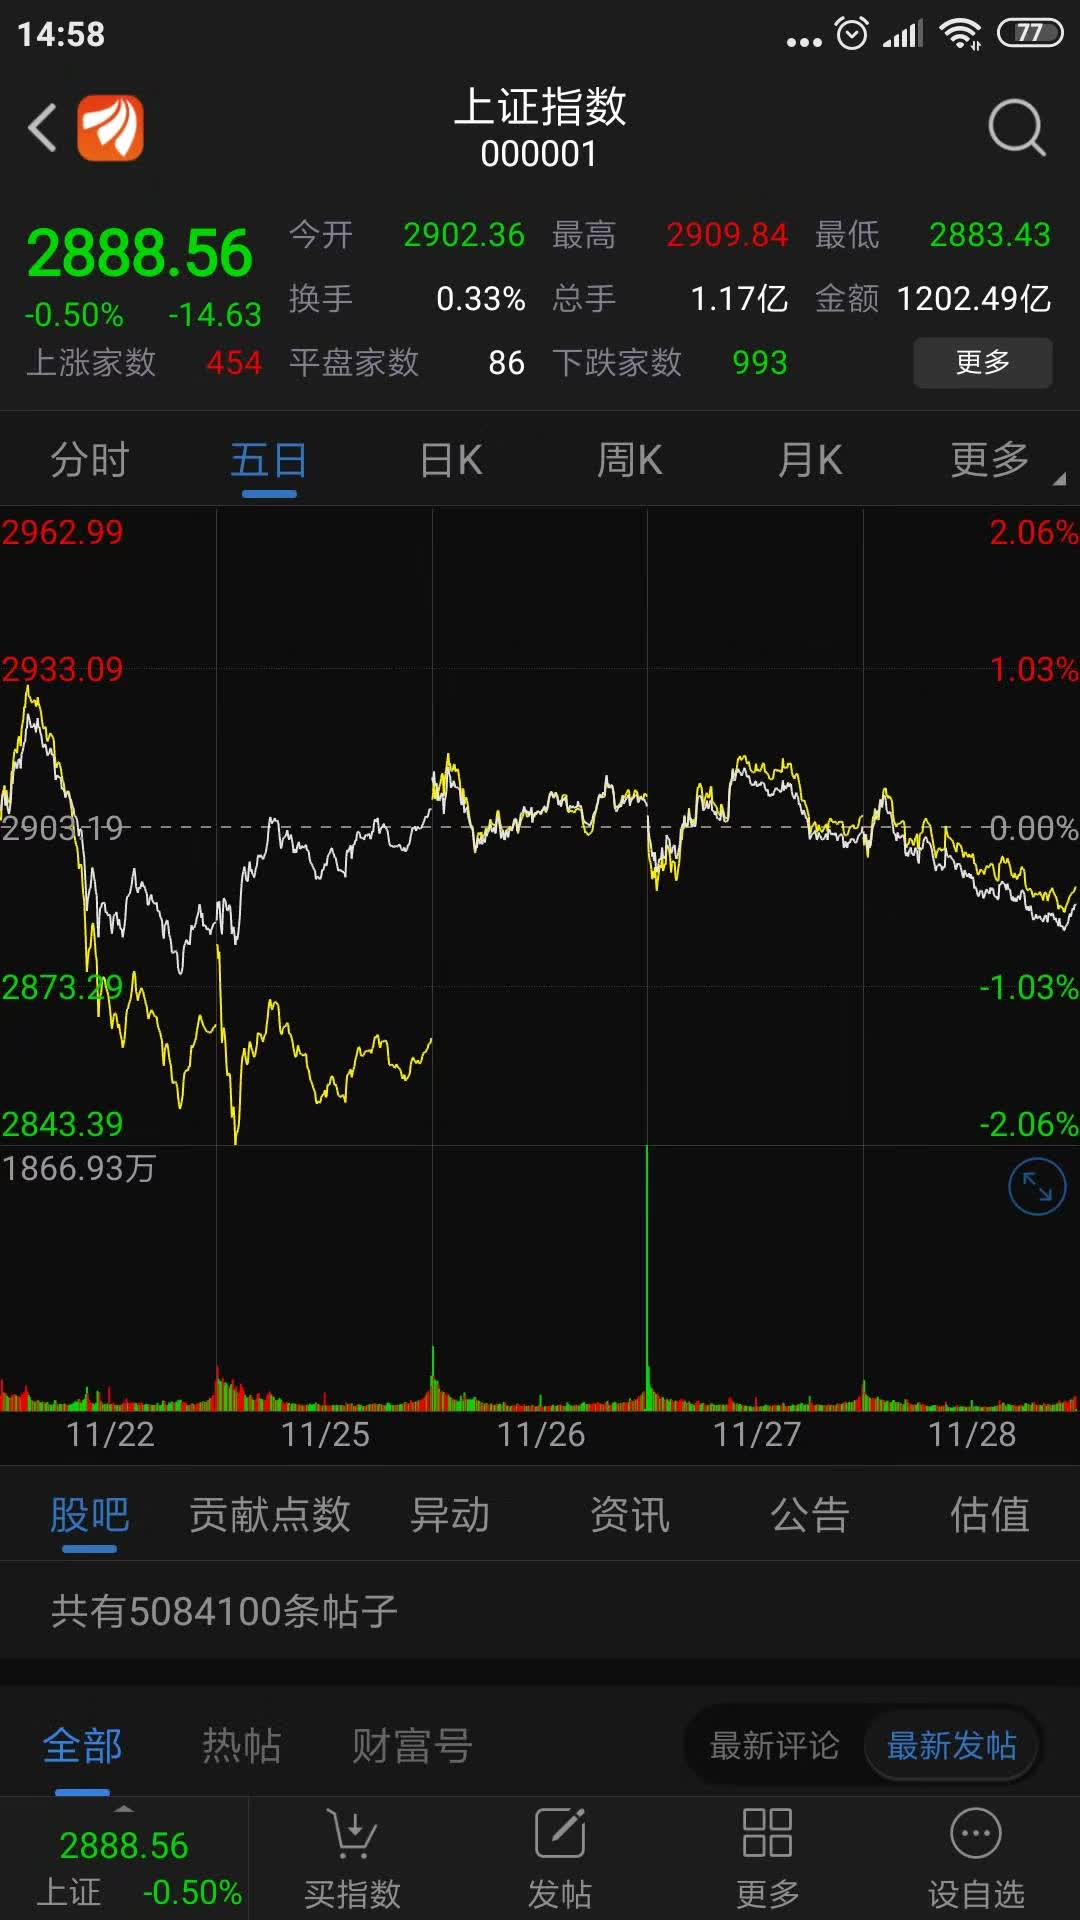 14:58
77
上证指数
000001
2888.56
今开 2902.36 最高 2909.84 最低 2883.43
-0.50% -14.63
换手 0.33% 总手 1.17亿 金额 1202.49亿
上涨家数 454 平盘家数 86 下跌家数 993 更多
分时 五日 日K 周K 月K 更多
2962.99 2.06%
2933.09 1.03%
2903.19 0.00%
2873.29 -1.03%
2843.39 -2.06%
1866.93万
11/22 11/25 11/26 11/27 11/28
股吧 贡献点数 异动 资讯 公告 估值
共有5084100条帖子
全部 热帖 财富号 最新评论 最新发帖
2888.56
上证 -0.50% 买指数 发帖 更多 设自选